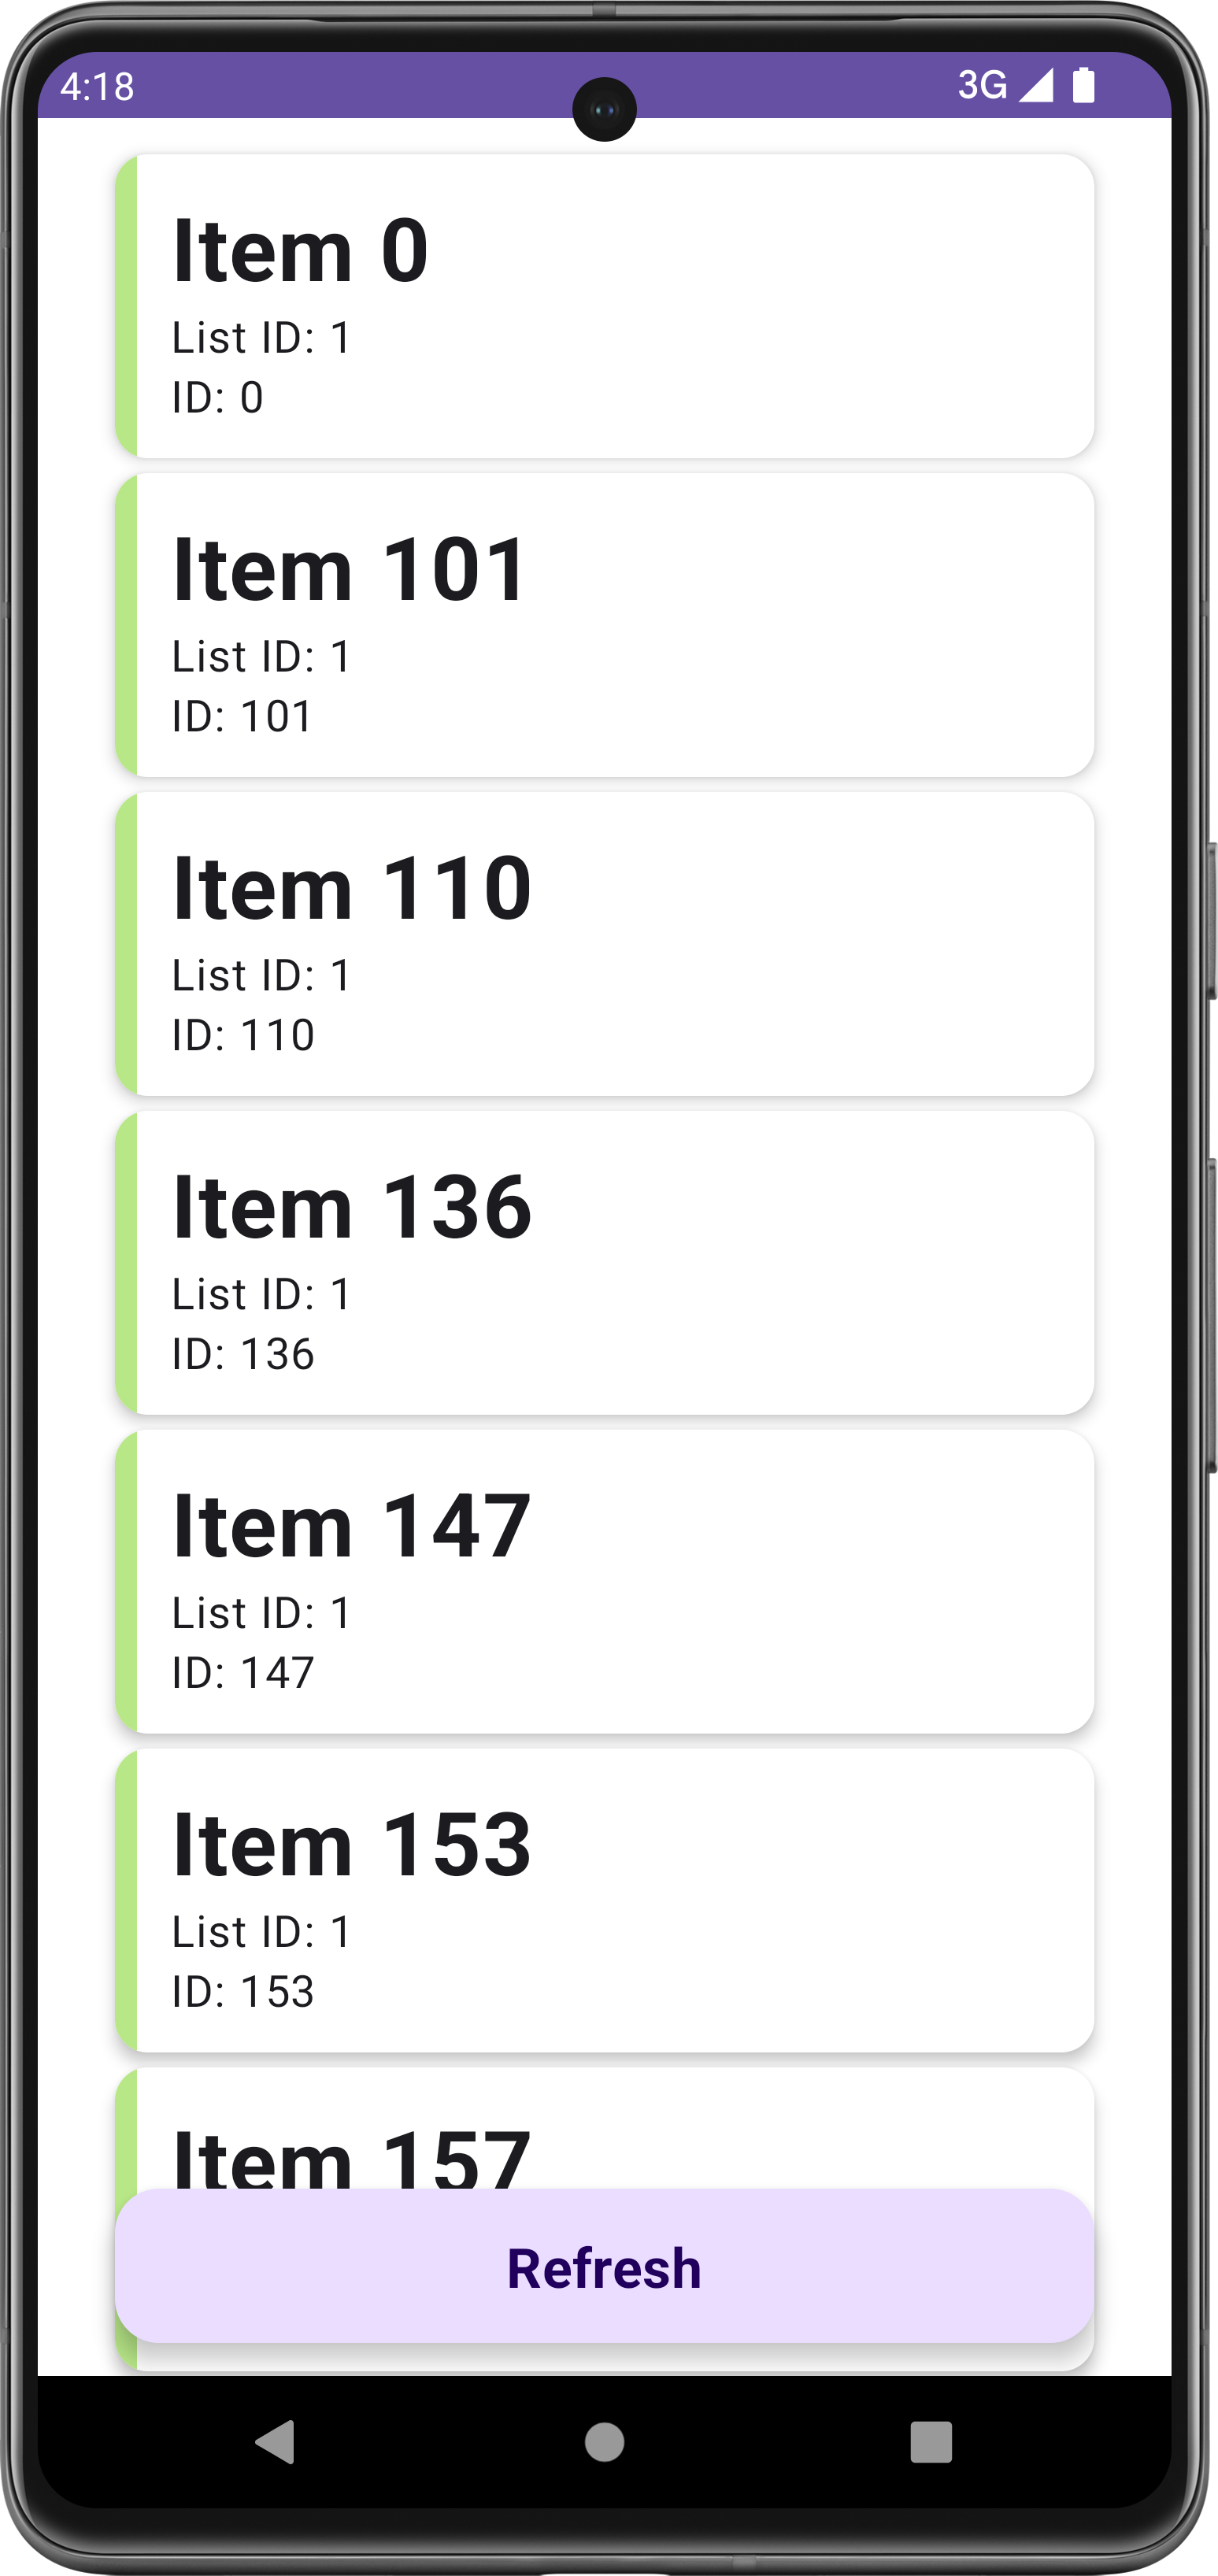 4:18 3G
Item 0
List ID: 1
ID: 0
Item 101
List ID: 1
ID: 101
Item 110
List ID: 1
ID: 110
Item 136
List ID: 1
ID: 136
Item 147
List ID: 1
ID: 147
Item 153
List ID: 1
ID: 153
Item 157
Refresh